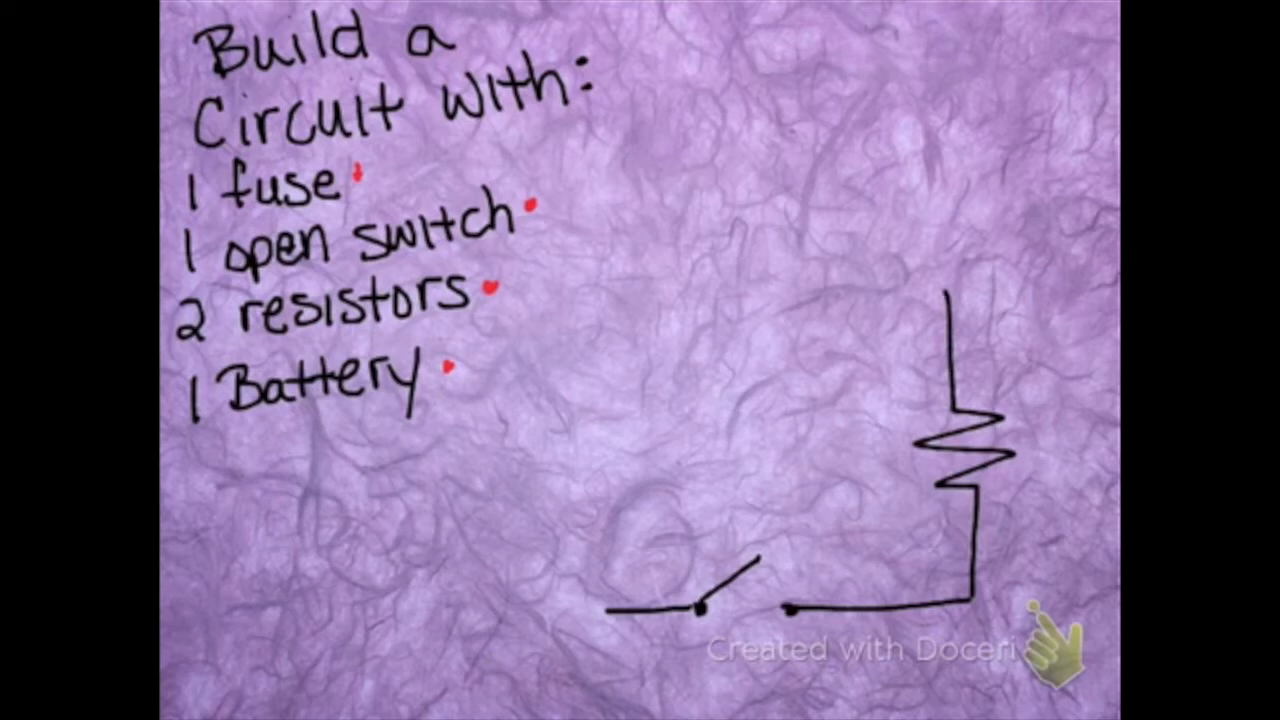 Build a
Circuit with:
1 fuse
1 open switch
2 resistors
1 Battery
Created with Doceri